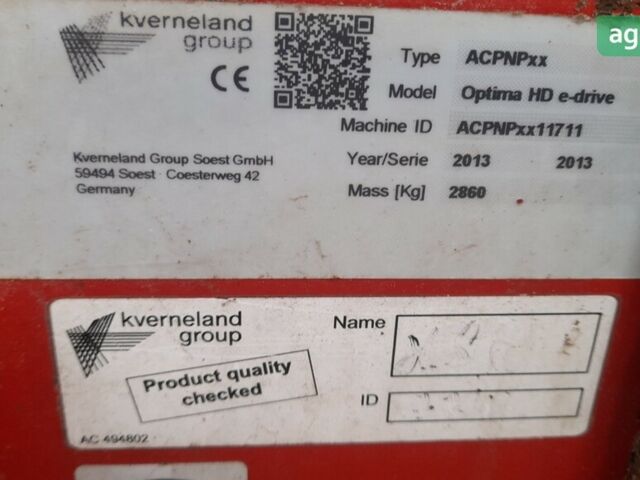 kverneland
group
CE
Type ACPNPxx
Model Optima HD e-drive
Machine ID ACPNPxx11711
Year/Serie 2013 2013
Mass [Kg] 2860
Kverneland Group Soest GmbH
59494 Soest · Coesterweg 42
Germany
ag
kverneland
group
Product quality
checked
Name
ID
AC 494802